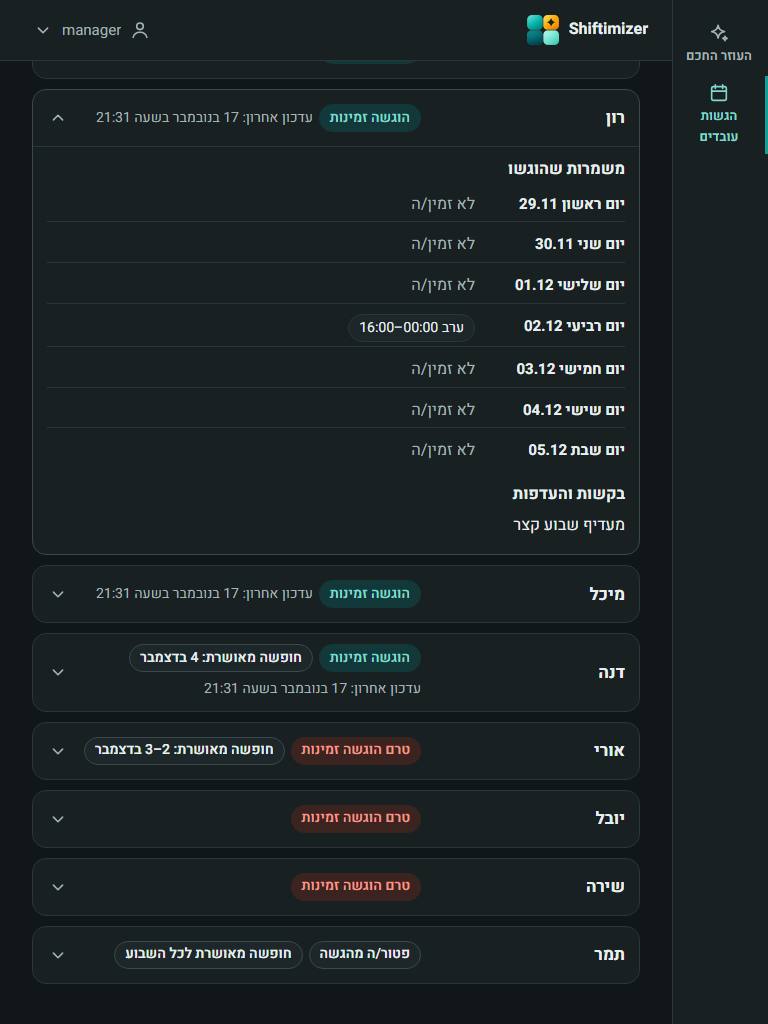 Shiftimizer
manager
העוזר החכם
הגשות
עובדים
רון
הוגשה זמינות
עדכון אחרון: 17 בנובמבר בשעה 21:31
משמרות שהוגשו
יום ראשון 29.11 לא זמין/ה
יום שני 30.11 לא זמין/ה
יום שלישי 01.12 לא זמין/ה
יום רביעי 02.12 ערב 16:00–00:00
יום חמישי 03.12 לא זמין/ה
יום שישי 04.12 לא זמין/ה
יום שבת 05.12 לא זמין/ה
בקשות והעדפות
מעדיף שבוע קצר
מיכל
הוגשה זמינות
עדכון אחרון: 17 בנובמבר בשעה 21:31
דנה
הוגשה זמינות
חופשה מאושרת: 4 בדצמבר
עדכון אחרון: 17 בנובמבר בשעה 21:31
אורי
טרם הוגשה זמינות
חופשה מאושרת: 2–3 בדצמבר
יובל
טרם הוגשה זמינות
שירה
טרם הוגשה זמינות
תמר
פטור/ה מהגשה
חופשה מאושרת לכל השבוע